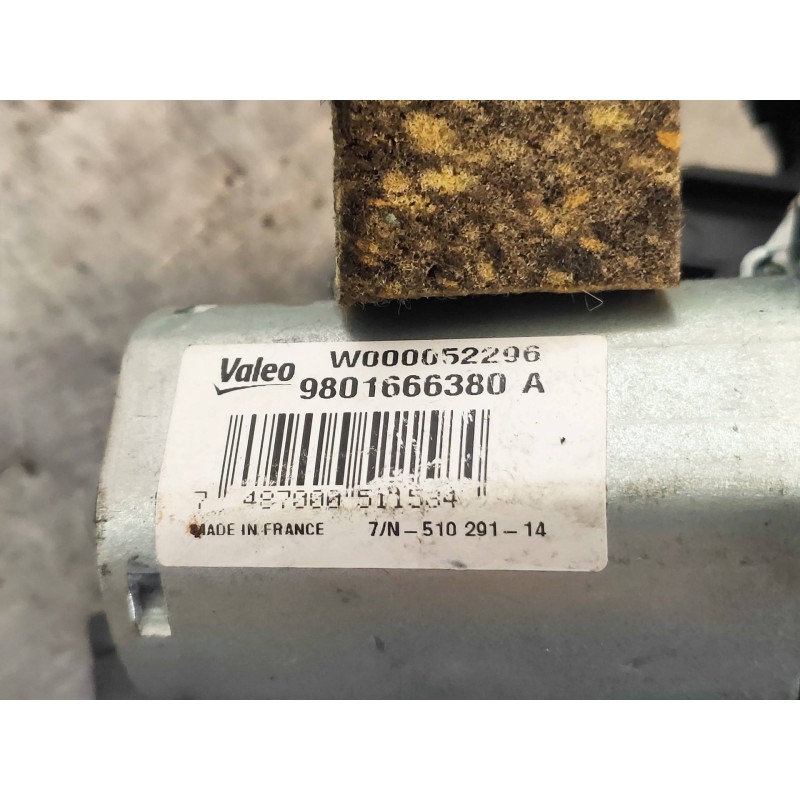 Valeo W000052296
9801666380 A
7 487000 511534
MADE IN FRANCE 7/N-510 291-14